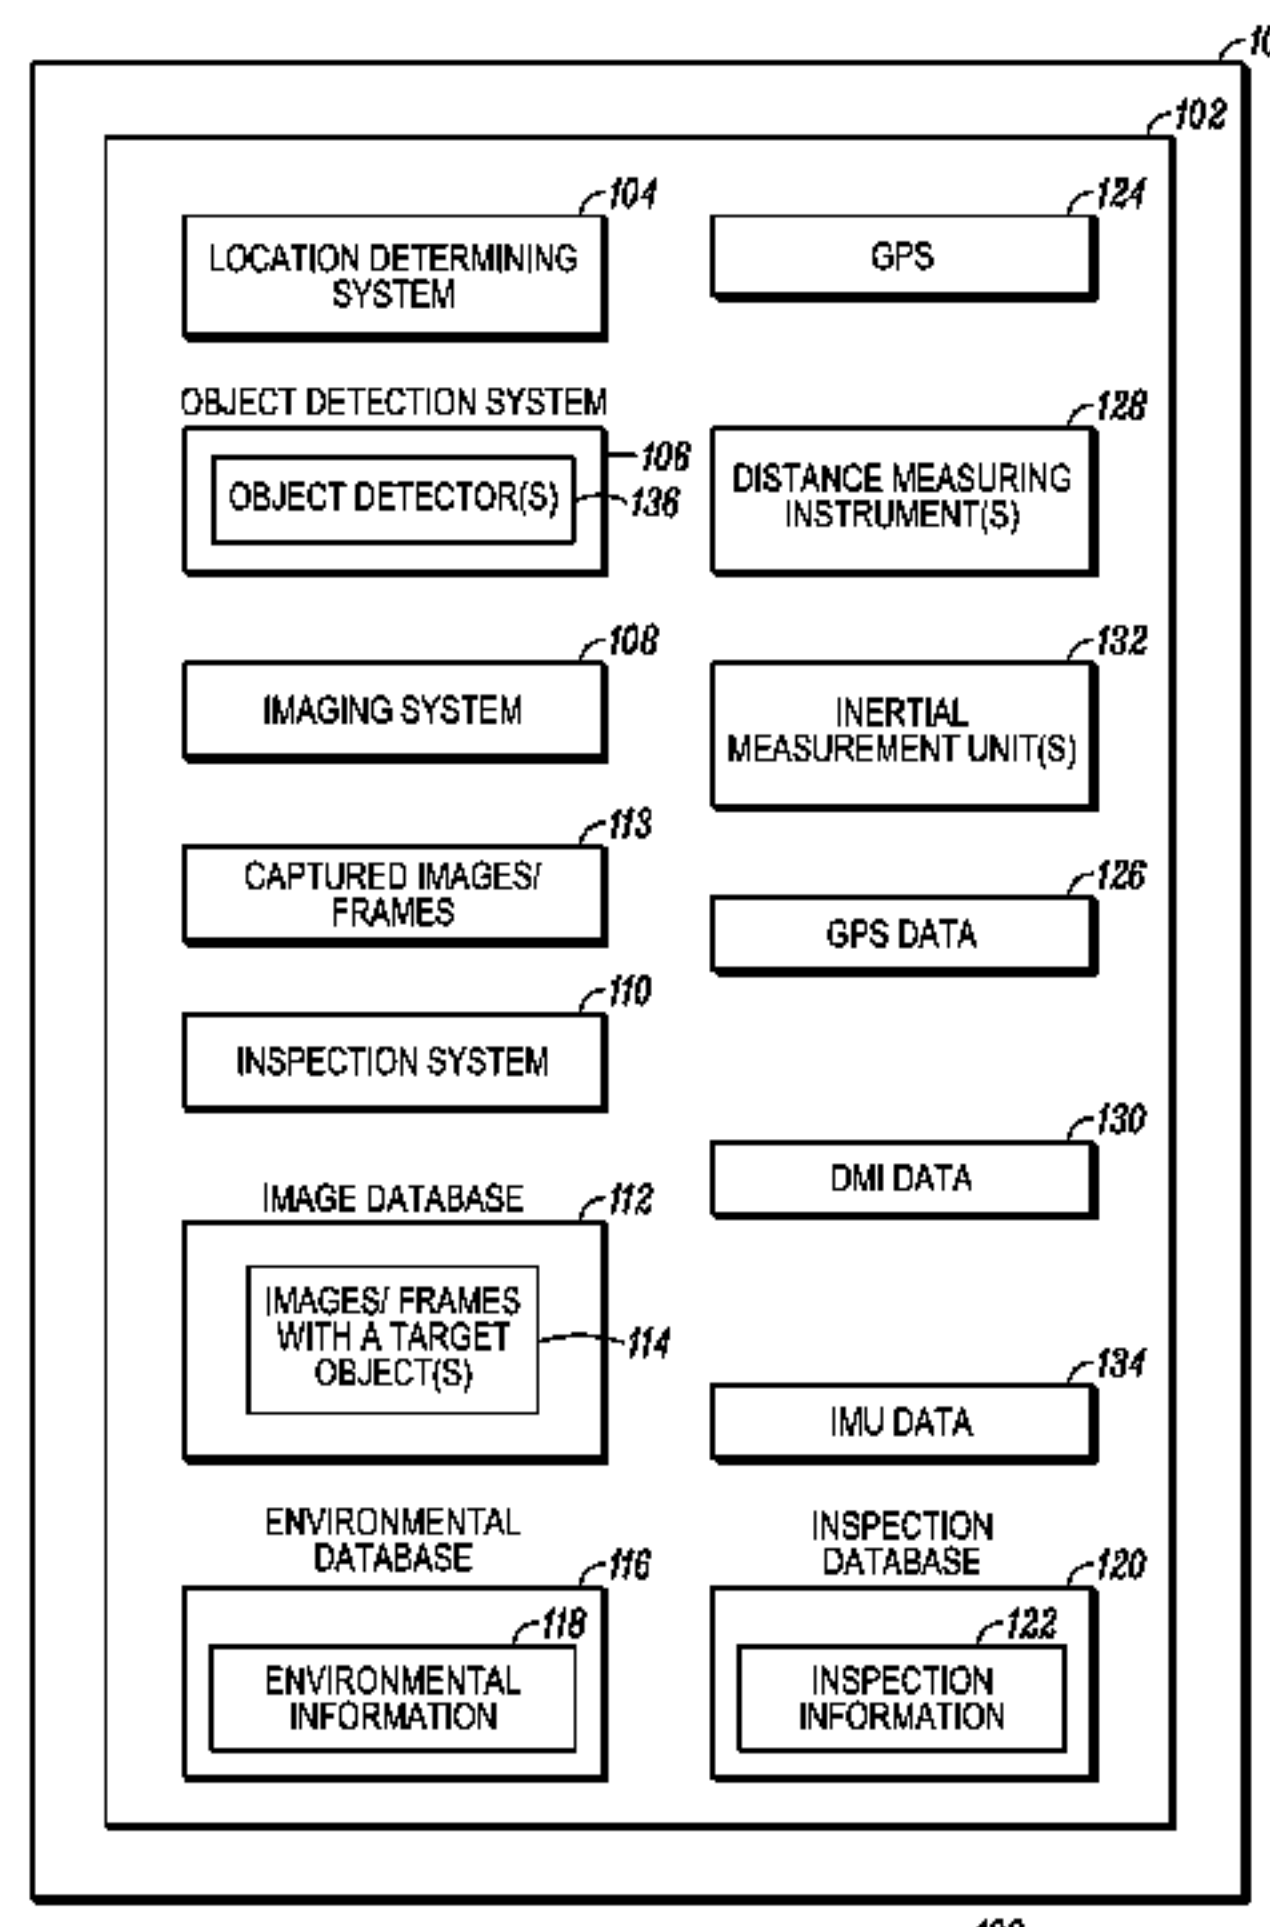 102
104
LOCATION DETERMINING
SYSTEM
124
GPS
OBJECT DETECTION SYSTEM
106
OBJECT DETECTOR(S)
136
128
DISTANCE MEASURING
INSTRUMENT(S)
108
IMAGING SYSTEM
132
INERTIAL
MEASUREMENT UNIT(S)
113
CAPTURED IMAGES/
FRAMES
126
GPS DATA
110
INSPECTION SYSTEM
130
DMI DATA
IMAGE DATABASE
112
IMAGES/ FRAMES
WITH A TARGET
OBJECT(S)
114
134
IMU DATA
ENVIRONMENTAL
DATABASE
116
118
ENVIRONMENTAL
INFORMATION
INSPECTION
DATABASE
120
122
INSPECTION
INFORMATION